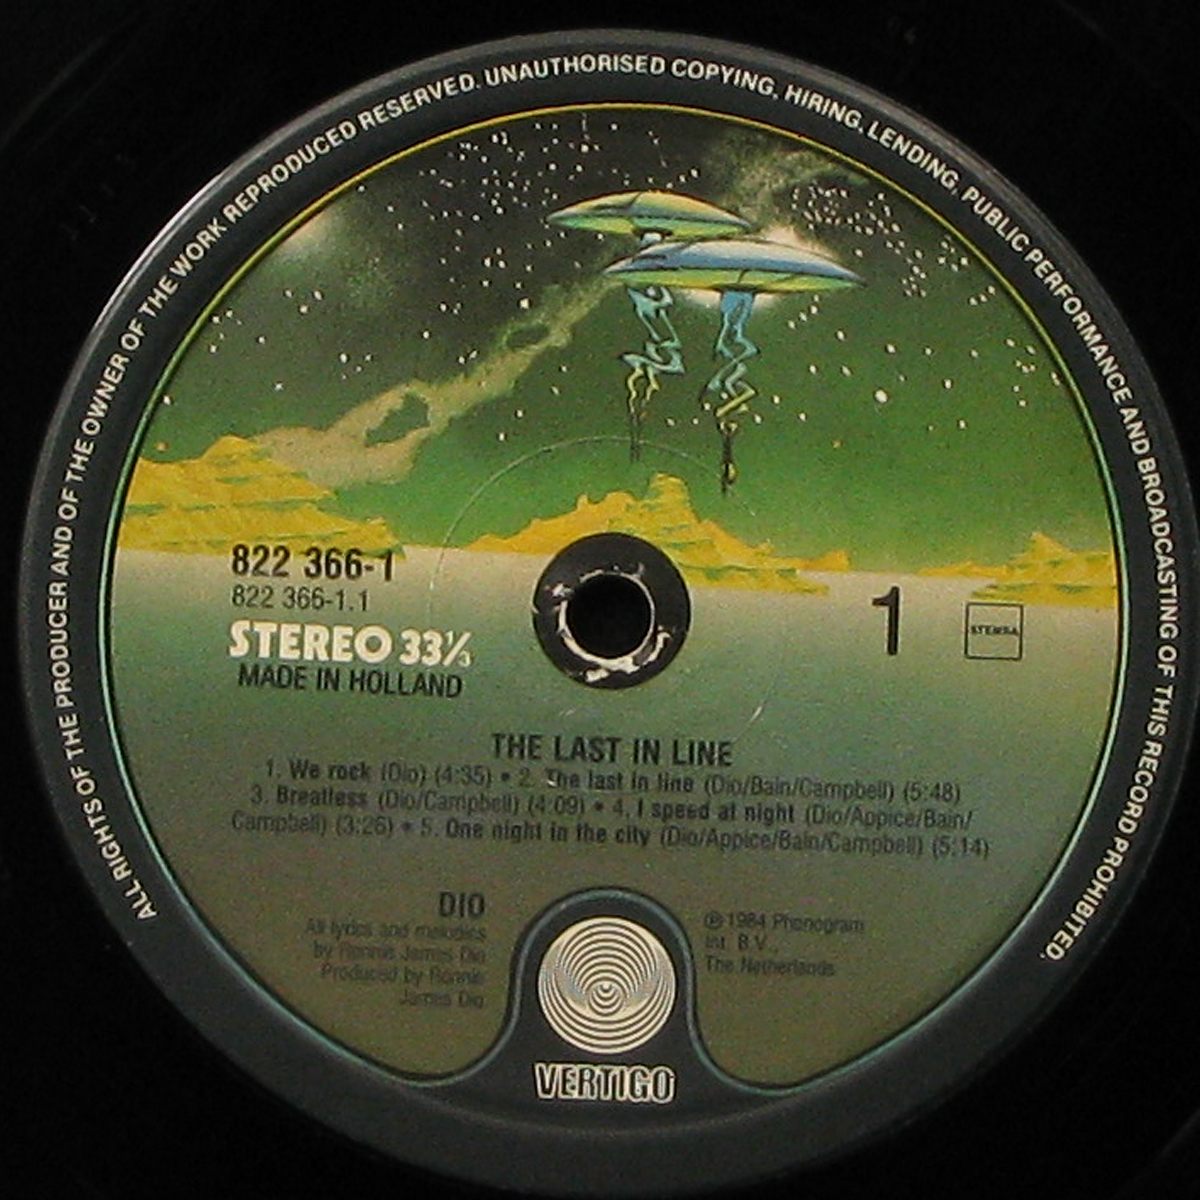 ALL RIGHTS OF THE PRODUCER AND OF THE OWNER OF THE WORK REPRODUCED RESERVED. UNAUTHORISED COPYING, HIRING, LENDING, PUBLIC PERFORMANCE AND BROADCASTING OF THIS RECORD PROHIBITED.
822 366-1
822 366-1.1
STEREO 33⅓
MADE IN HOLLAND
1
STEMRA
THE LAST IN LINE
1. We rock (Dio) (4:35) • 2. The last in line (Dio/Bain/Campbell) (5:48)
3. Breatless (Dio/Campbell) (4:09) • 4. I speed at night (Dio/Appice/Bain/
Campbell) (3:26) • 5. One night in the city (Dio/Appice/Bain/Campbell) (5:14)
DIO
All lyrics and melodies
by Ronnie James Dio
Produced by Ronnie
James Dio
℗ 1984 Phonogram
Int. B.V.,
The Netherlands
VERTIGO